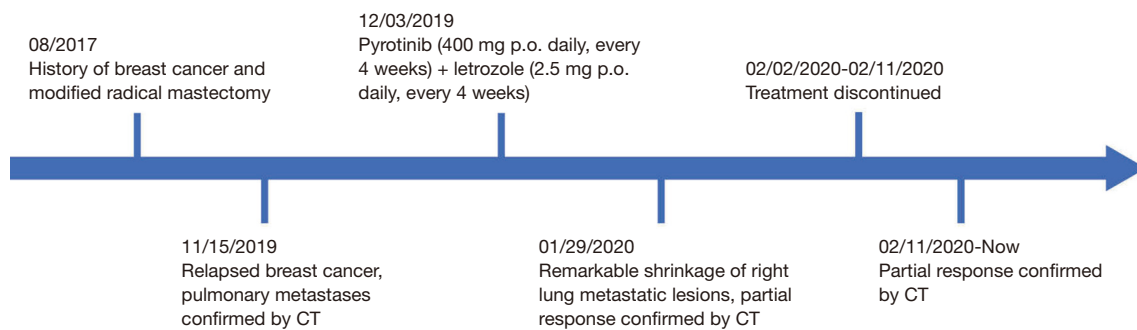 08/2017
History of breast cancer and
modified radical mastectomy
12/03/2019
Pyrotinib (400 mg p.o. daily, every
4 weeks) + letrozole (2.5 mg p.o.
daily, every 4 weeks)
02/02/2020-02/11/2020
Treatment discontinued
11/15/2019
Relapsed breast cancer,
pulmonary metastases
confirmed by CT
01/29/2020
Remarkable shrinkage of right
lung metastatic lesions, partial
response confirmed by CT
02/11/2020-Now
Partial response confirmed
by CT